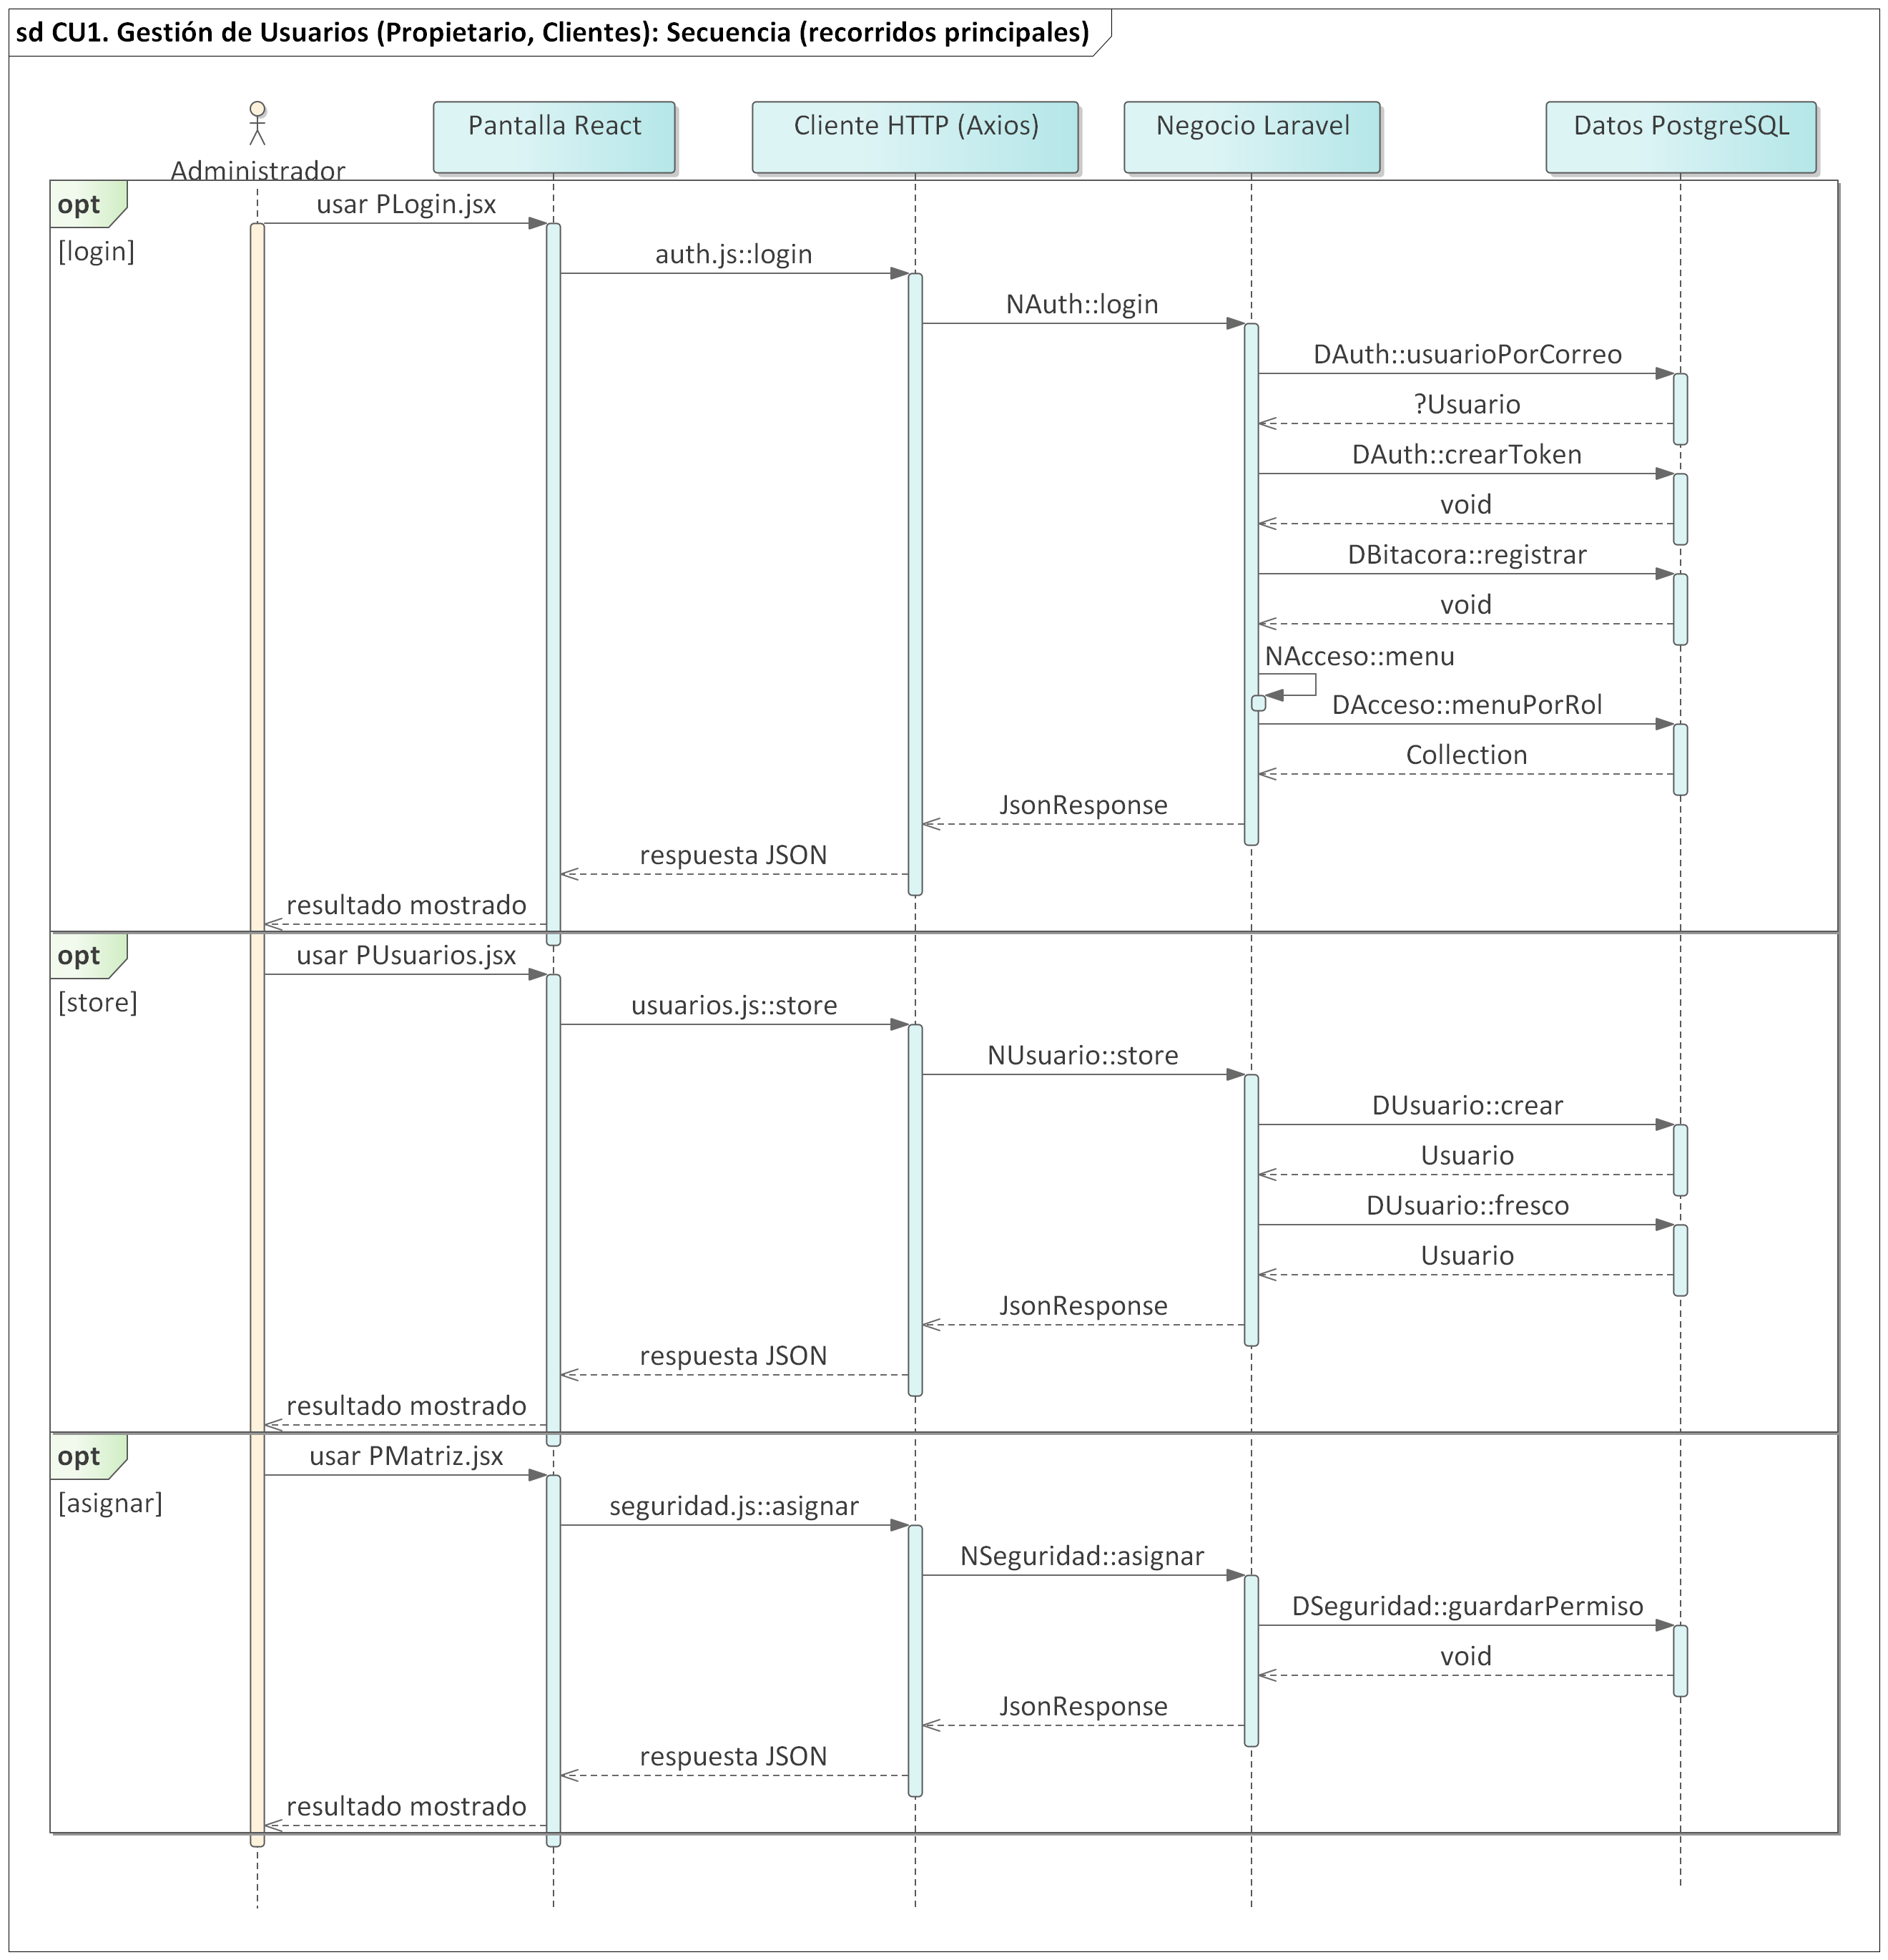 sd CU1. Gestión de Usuarios (Propietario, Clientes): Secuencia (recorridos principales)
Administrador
Pantalla React
Cliente HTTP (Axios)
Negocio Laravel
Datos PostgreSQL
opt
[login]
usar PLogin.jsx
auth.js::login
NAuth::login
DAuth::usuarioPorCorreo
?Usuario
DAuth::crearToken
void
DBitacora::registrar
void
NAcceso::menu
DAcceso::menuPorRol
Collection
JsonResponse
respuesta JSON
resultado mostrado
opt
[store]
usar PUsuarios.jsx
usuarios.js::store
NUsuario::store
DUsuario::crear
Usuario
DUsuario::fresco
Usuario
JsonResponse
respuesta JSON
resultado mostrado
opt
[asignar]
usar PMatriz.jsx
seguridad.js::asignar
NSeguridad::asignar
DSeguridad::guardarPermiso
void
JsonResponse
respuesta JSON
resultado mostrado